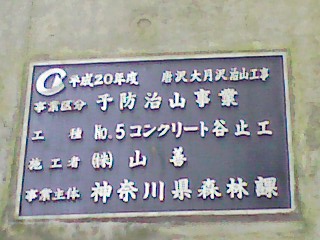 平成20年度 唐沢大月沢治山工事
事業区分 予防治山事業
工種 No.5コンクリート谷止工
施工者 ㈱山善
事業主体 神奈川県森林課